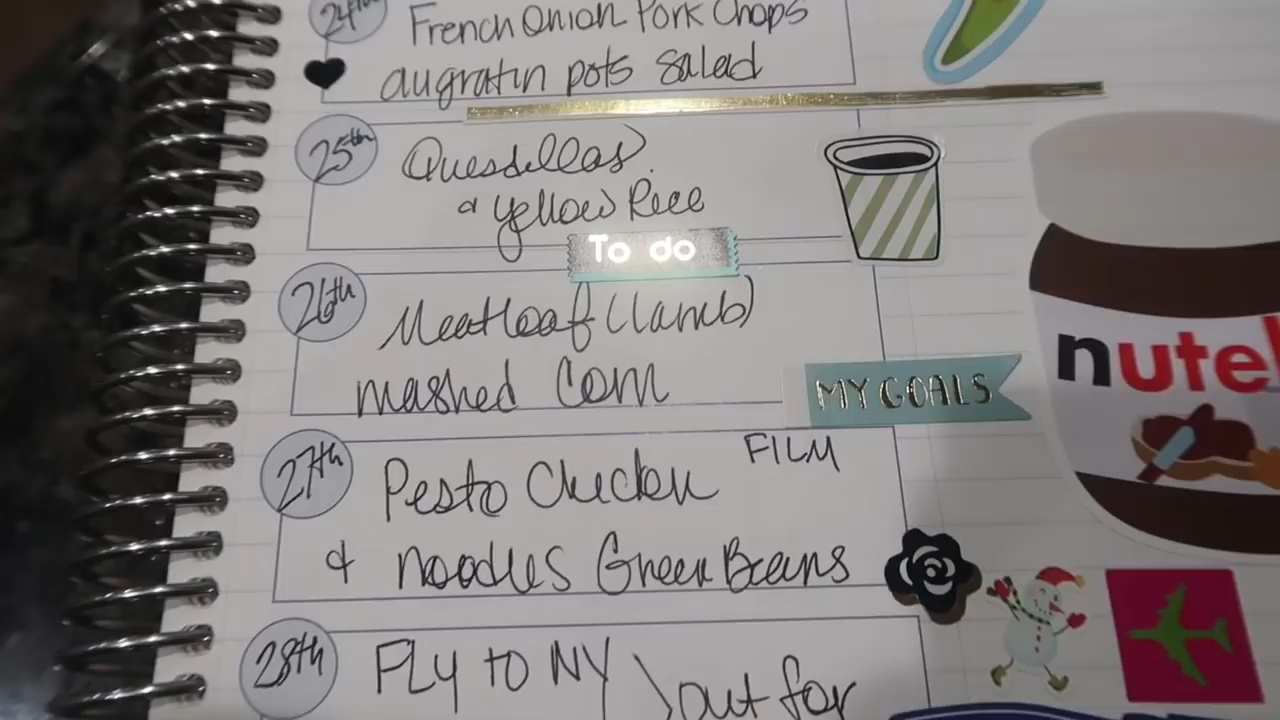 24th
French Onion Pork Chops
augratin pots salad
25th
Quesdillas
& Yellow Rice
To do
26th
Meatloaf (lamb)
mashed Corn
MY GOALS
nutel
27th
Pesto Chicken
FILM
& noodles Green Beans
28th
FLY TO NY
out for